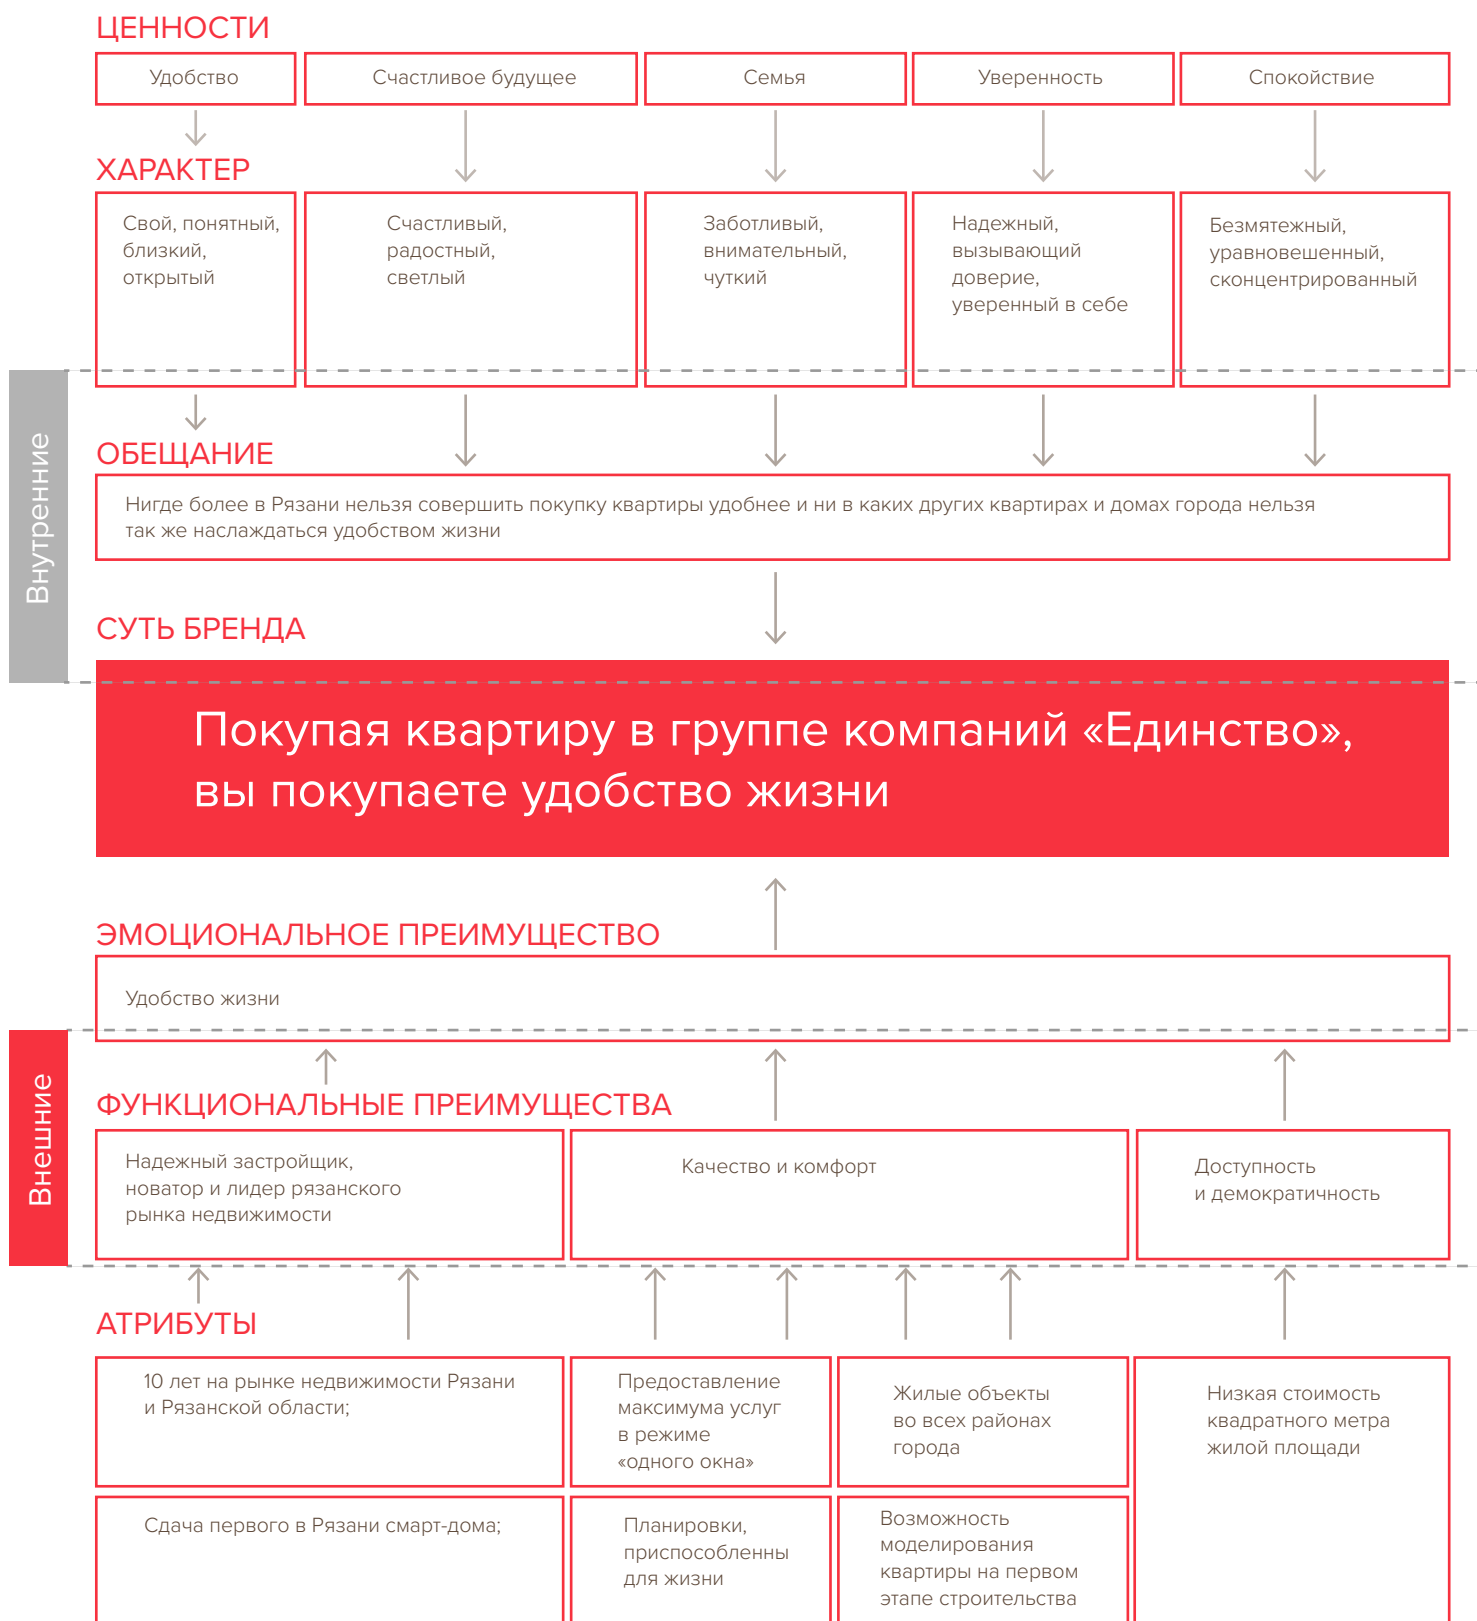 ЦЕННОСТИ
Удобство
Счастливое будущее
Семья
Уверенность
Спокойствие
ХАРАКТЕР
Свой, понятный,
близкий,
открытый
Счастливый,
радостный,
светлый
Заботливый,
внимательный,
чуткий
Надежный,
вызывающий
доверие,
уверенный в себе
Безмятежный,
уравновешенный,
сконцентрированный
Внутренние
ОБЕЩАНИЕ
Нигде более в Рязани нельзя совершить покупку квартиры удобнее и ни в каких других квартирах и домах города нельзя
так же наслаждаться удобством жизни
СУТЬ БРЕНДА
Покупая квартиру в группе компаний «Единство»,
вы покупаете удобство жизни
ЭМОЦИОНАЛЬНОЕ ПРЕИМУЩЕСТВО
Удобство жизни
Внешние
ФУНКЦИОНАЛЬНЫЕ ПРЕИМУЩЕСТВА
Надежный застройщик,
новатор и лидер рязанского
рынка недвижимости
Качество и комфорт
Доступность
и демократичность
АТРИБУТЫ
10 лет на рынке недвижимости Рязани
и Рязанской области;
Предоставление
максимума услуг
в режиме
«одного окна»
Жилые объекты
во всех районах
города
Низкая стоимость
квадратного метра
жилой площади
Сдача первого в Рязани смарт-дома;
Планировки,
приспособленны
для жизни
Возможность
моделирования
квартиры на первом
этапе строительства